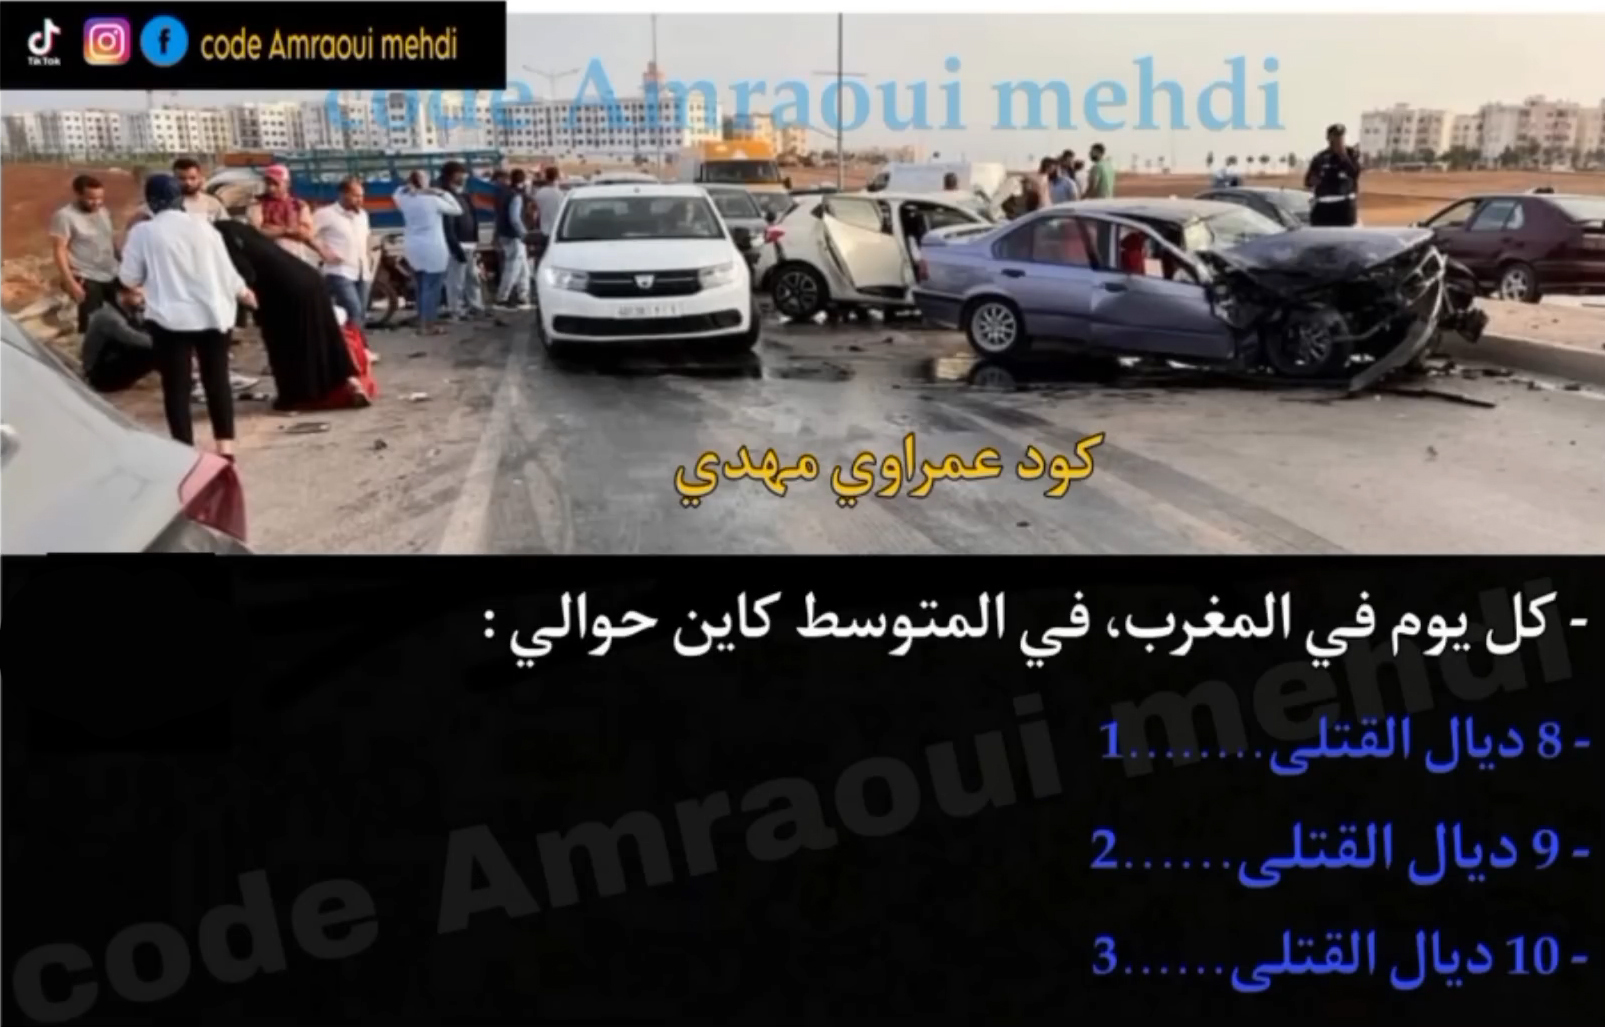 TikTok
code Amraoui mehdi
code Amraoui mehdi
كود عمراوي مهدي
- كل يوم في المغرب، في المتوسط كاين حوالي :
- 8 ديال القتلى........1
- 9 ديال القتلى......2
- 10 ديال القتلى......3
code Amraoui mehdi